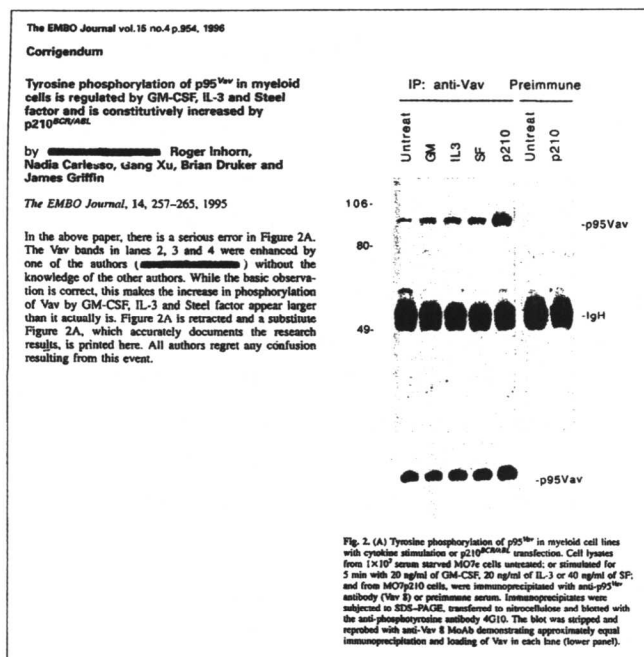 The EMBO Journal vol.15 no.4 p.954, 1996
Corrigendum
Tyrosine phosphorylation of p95Vav in myeloid
cells is regulated by GM-CSF, IL-3 and Steel
factor and is constitutively increased by
p210BCR/ABL
by Roger Inhorn,
Nadia Carlesso, Gang Xu, Brian Druker and
James Griffin
The EMBO Journal, 14, 257–265, 1995
In the above paper, there is a serious error in Figure 2A.
The Vav bands in lanes 2, 3 and 4 were enhanced by
one of the authors ( ) without the
knowledge of the other authors. While the basic observa-
tion is correct, this makes the increase in phosphorylation
of Vav by GM-CSF, IL-3 and Steel factor appear larger
than it actually is. Figure 2A is retracted and a substitute
Figure 2A, which accurately documents the research
results, is printed here. All authors regret any confusion
resulting from this event.
IP: anti-Vav Preimmune
Untreat GM IL3 SF p210 Untreat p210
106-
-p95Vav
80-
-IgH
49-
-p95Vav
Fig. 2. (A) Tyrosine phosphorylation of p95Vav in myeloid cell lines
with cytokine stimulation or p210BCR/ABL transfection. Cell lysates
from 1×10⁷ serum starved MO7e cells untreated; or stimulated for
5 min with 20 ng/ml of GM-CSF, 20 ng/ml of IL-3 or 40 ng/ml of SF;
and from MO7p210 cells, were immunoprecipitated with anti-p95Vav
antibody (Vav 8) or preimmune serum. Immunoprecipitates were
subjected to SDS–PAGE, transferred to nitrocellulose and blotted with
the anti-phosphotyrosine antibody 4G10. The blot was stripped and
reprobed with anti-Vav 8 MoAb demonstrating approximately equal
immunoprecipitation and loading of Vav in each lane (lower panel).